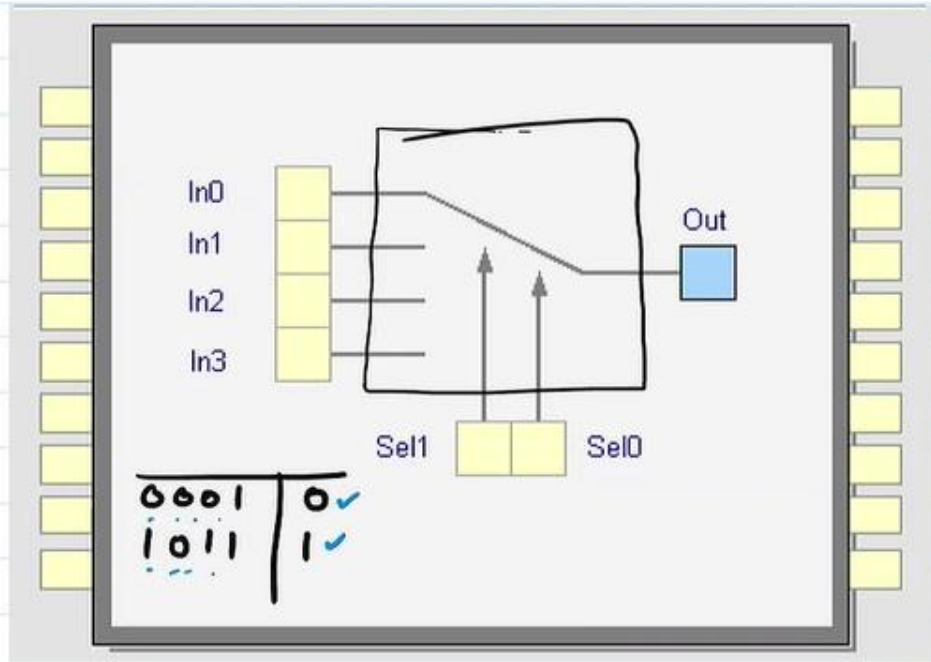 In0
In1
In2
In3
Out
Sel1 Sel0
0001 0 ✓
1011 1 ✓